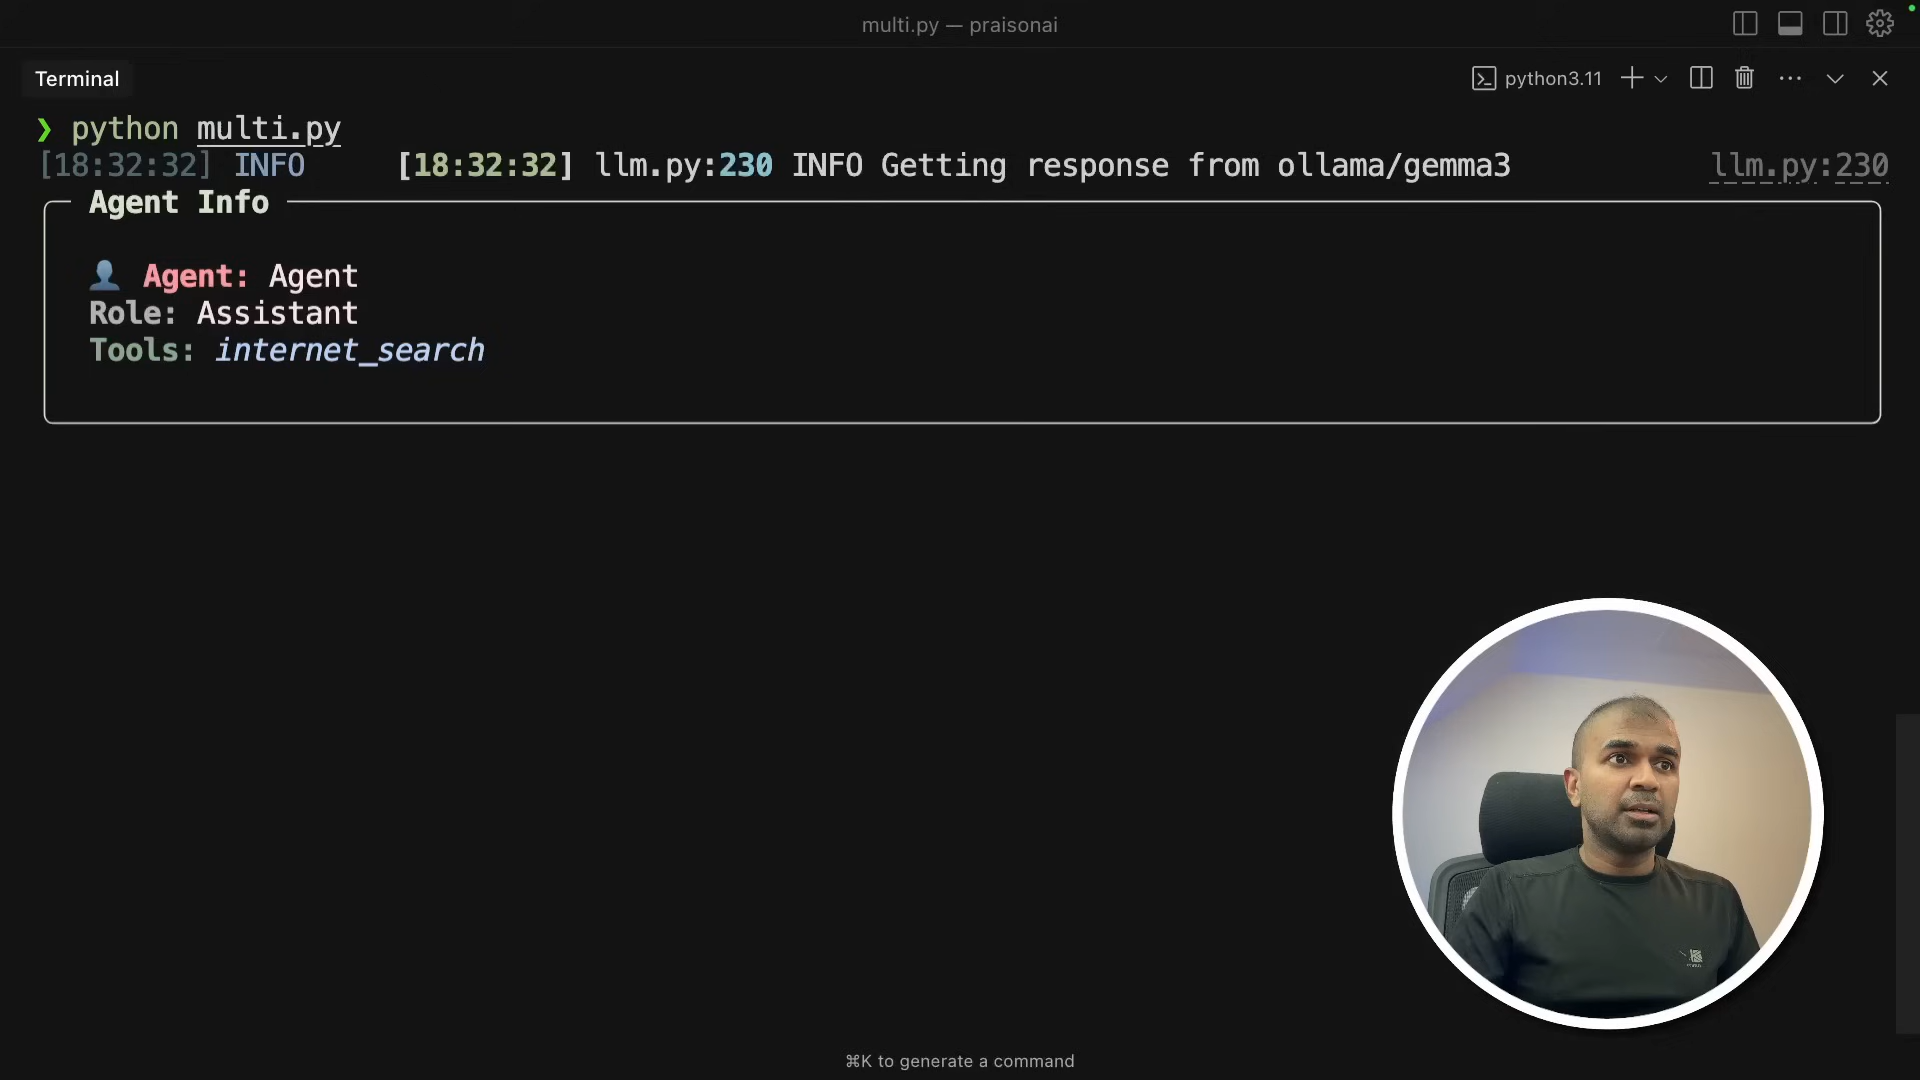 multi.py — praisonai
Terminal
python3.11
❯ python multi.py
[18:32:32] INFO [18:32:32] llm.py:230 INFO Getting response from ollama/gemma3 llm.py:230
Agent Info
👤 Agent: Agent
Role: Assistant
Tools: internet_search
⌘K to generate a command